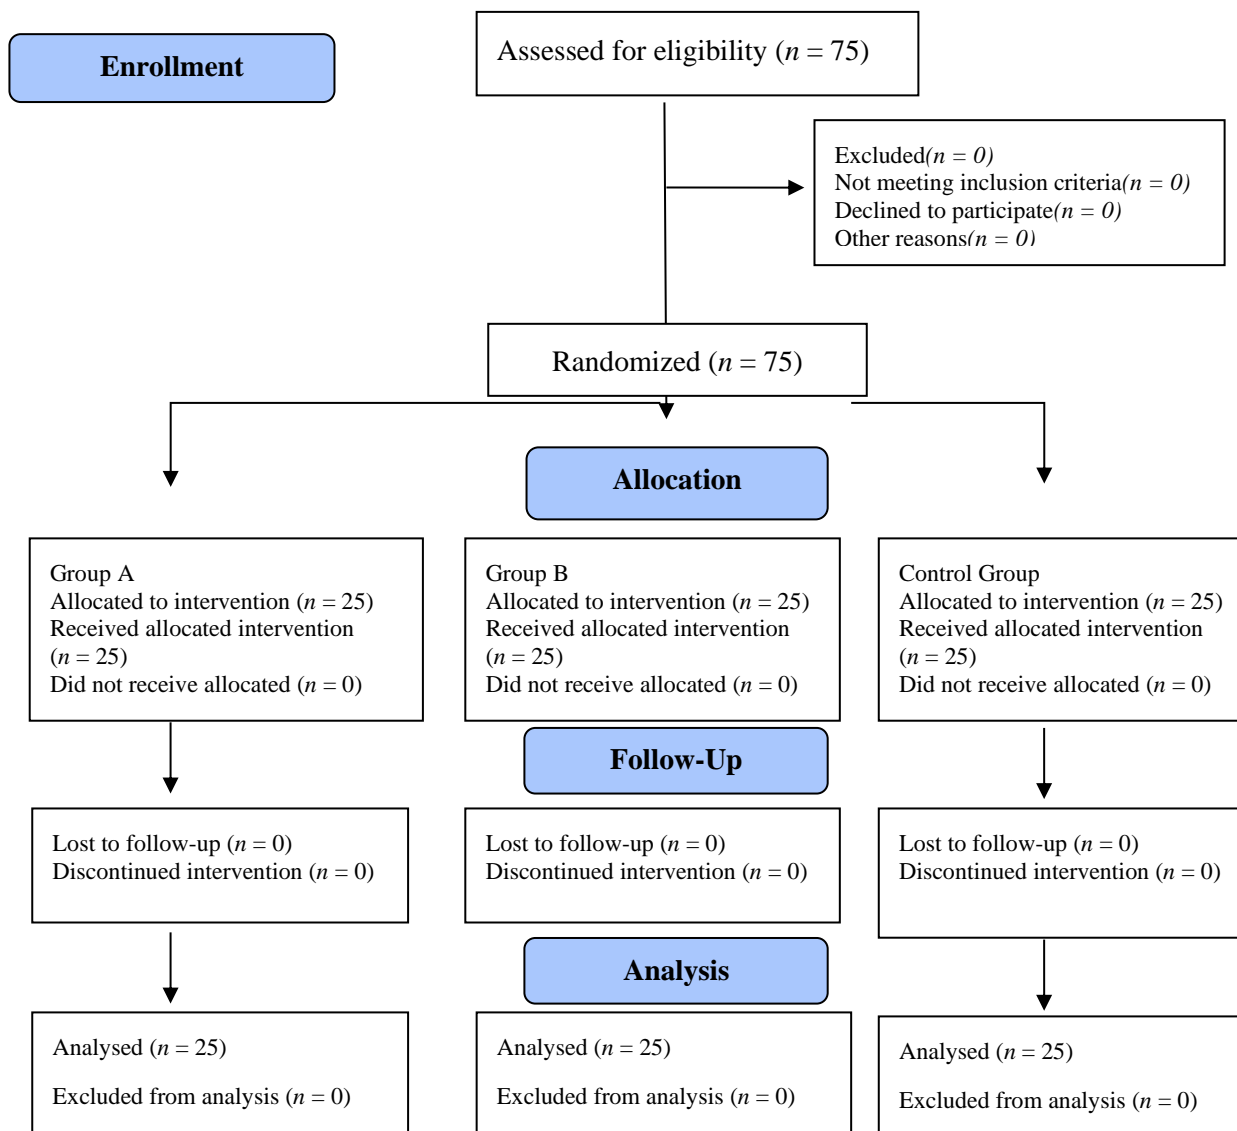 Enrollment
Assessed for eligibility (n = 75)
Excluded(n = 0)
Not meeting inclusion criteria(n = 0)
Declined to participate(n = 0)
Other reasons(n = 0)
Randomized (n = 75)
Allocation
Group A
Allocated to intervention (n = 25)
Received allocated intervention
(n = 25)
Did not receive allocated (n = 0)
Group B
Allocated to intervention (n = 25)
Received allocated intervention
(n = 25)
Did not receive allocated (n = 0)
Control Group
Allocated to intervention (n = 25)
Received allocated intervention
(n = 25)
Did not receive allocated (n = 0)
Follow-Up
Lost to follow-up (n = 0)
Discontinued intervention (n = 0)
Lost to follow-up (n = 0)
Discontinued intervention (n = 0)
Lost to follow-up (n = 0)
Discontinued intervention (n = 0)
Analysis
Analysed (n = 25)
Excluded from analysis (n = 0)
Analysed (n = 25)
Excluded from analysis (n = 0)
Analysed (n = 25)
Excluded from analysis (n = 0)